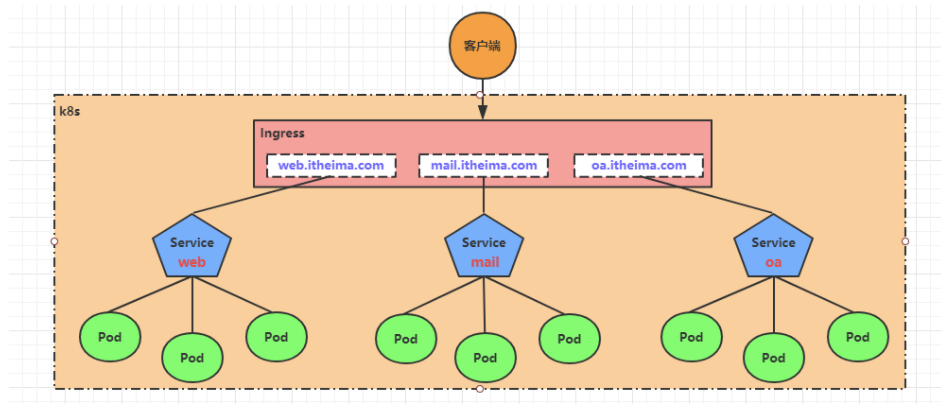 客户端
k8s
Ingress
web.itheima.com
mail.itheima.com
oa.itheima.com
Service
web
Service
mail
Service
oa
Pod
Pod
Pod
Pod
Pod
Pod
Pod
Pod
Pod